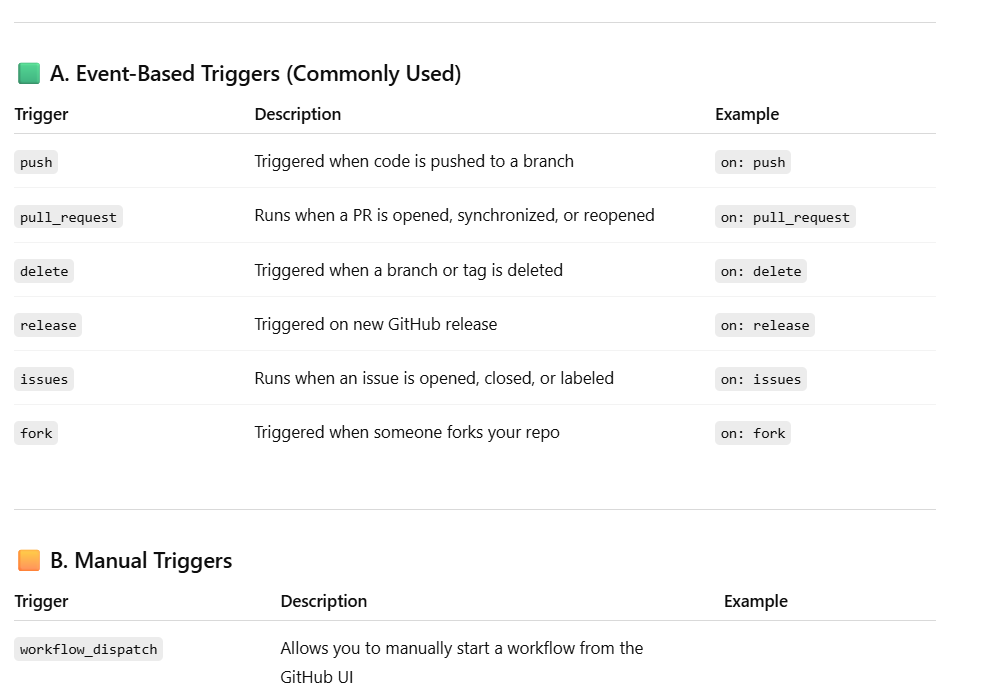 A. Event-Based Triggers (Commonly Used)
Trigger Description Example
push Triggered when code is pushed to a branch on: push
pull_request Runs when a PR is opened, synchronized, or reopened on: pull_request
delete Triggered when a branch or tag is deleted on: delete
release Triggered on new GitHub release on: release
issues Runs when an issue is opened, closed, or labeled on: issues
fork Triggered when someone forks your repo on: fork
B. Manual Triggers
Trigger Description Example
workflow_dispatch Allows you to manually start a workflow from the
GitHub UI